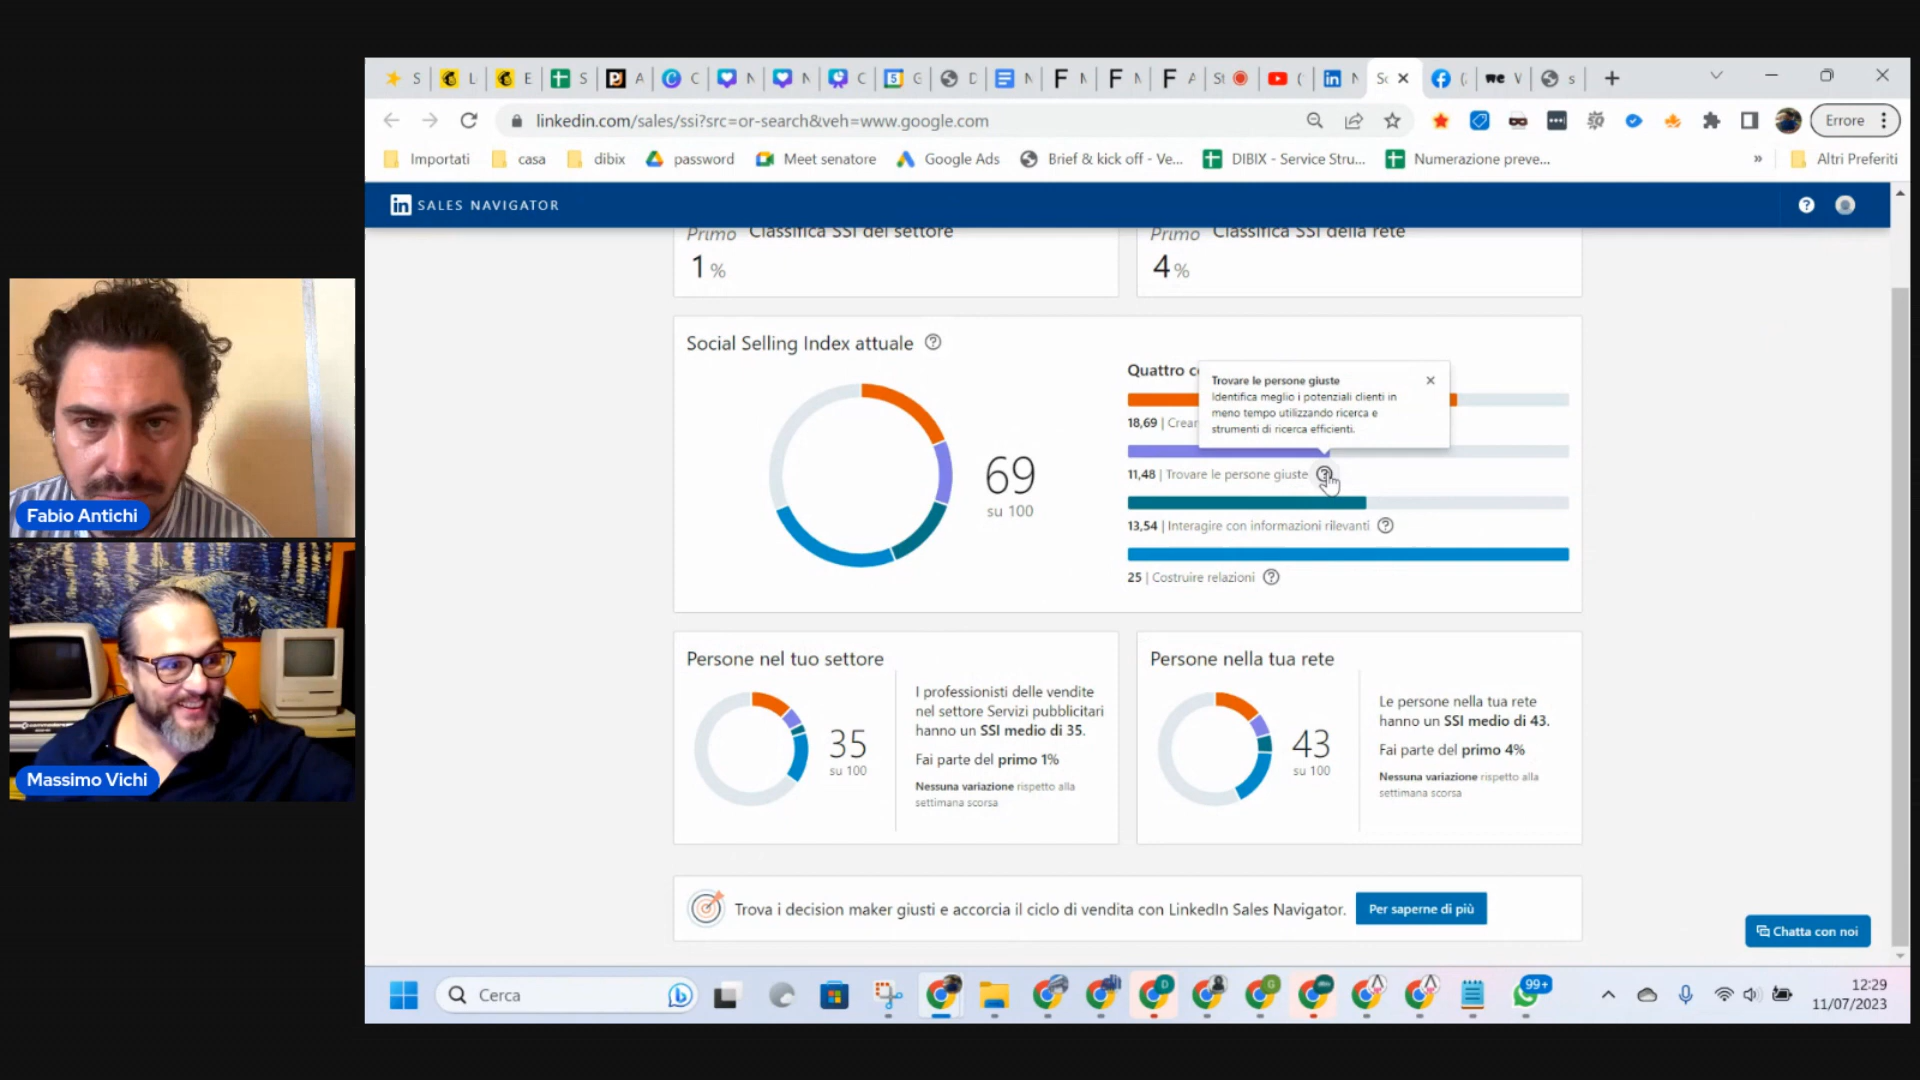 S L E S A C N N C G D N F N F N F A St ( N Sc ( we V s
linkedin.com/sales/ssi?src=or-search&veh=www.google.com
Errore
Importati casa dibix password Meet senatore Google Ads Brief & kick off - Ve... DIBIX - Service Stru... Numerazione preve... » Altri Preferiti
in SALES NAVIGATOR
Primo Classifica SSI del settore
1 %
Primo Classifica SSI della rete
4 %
Social Selling Index attuale
69
su 100
Quattro c
Trovare le persone giuste
Identifica meglio i potenziali clienti in
meno tempo utilizzando ricerca e
strumenti di ricerca efficienti.
18,69 | Crear
11,48 | Trovare le persone giuste
13,54 | Interagire con informazioni rilevanti
25 | Costruire relazioni
Fabio Antichi
Massimo Vichi
Persone nel tuo settore
35
su 100
I professionisti delle vendite
nel settore Servizi pubblicitari
hanno un SSI medio di 35.
Fai parte del primo 1%
Nessuna variazione rispetto alla
settimana scorsa
Persone nella tua rete
43
su 100
Le persone nella tua rete
hanno un SSI medio di 43.
Fai parte del primo 4%
Nessuna variazione rispetto alla
settimana scorsa
Trova i decision maker giusti e accorcia il ciclo di vendita con LinkedIn Sales Navigator.
Per saperne di più
Chatta con noi
Cerca
99+
12:29
11/07/2023